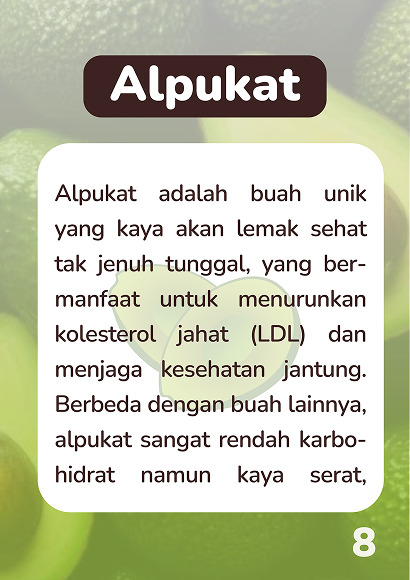 Alpukat
Alpukat adalah buah unik
yang kaya akan lemak sehat
tak jenuh tunggal, yang ber-
manfaat untuk menurunkan
kolesterol jahat (LDL) dan
menjaga kesehatan jantung.
Berbeda dengan buah lainnya,
alpukat sangat rendah karbo-
hidrat namun kaya serat,
8